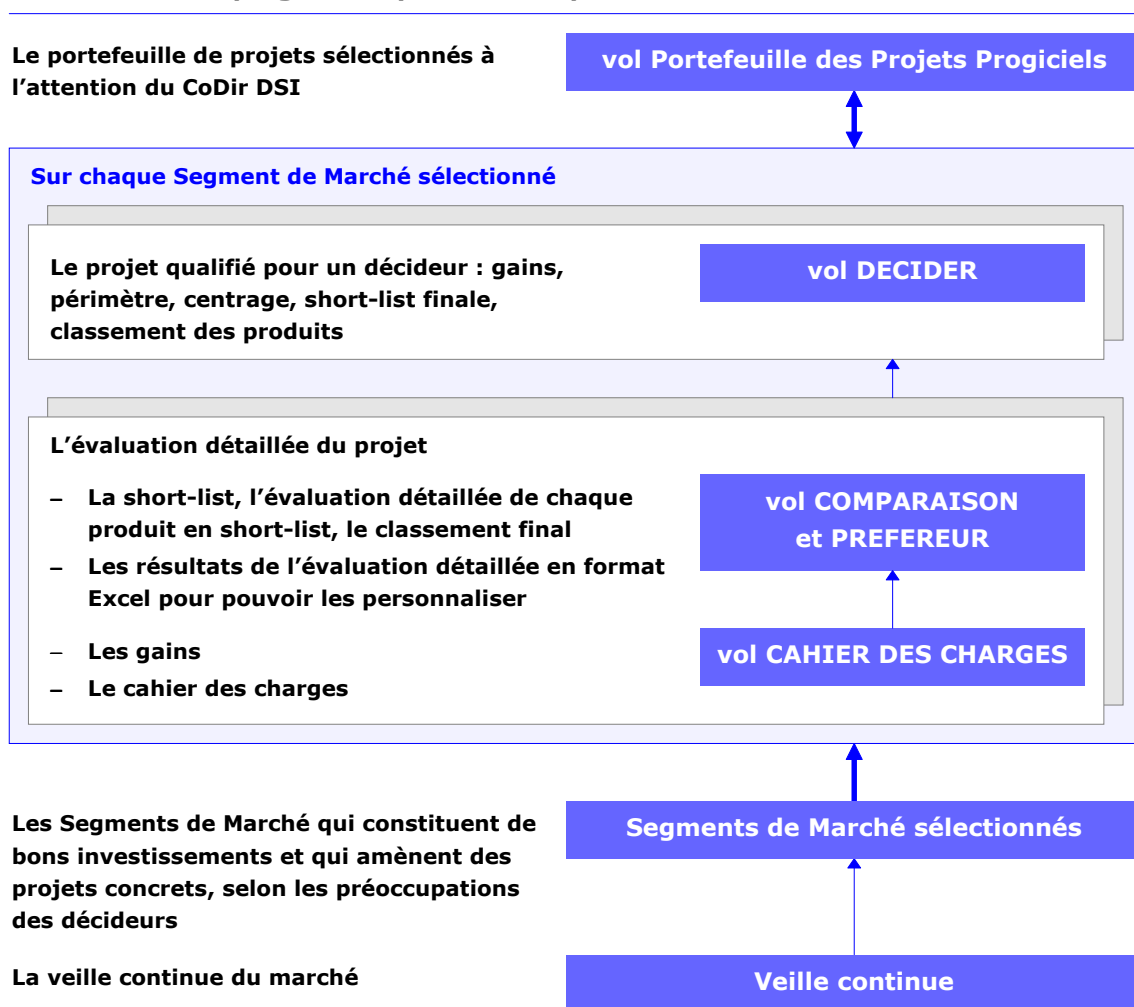 Le portefeuille de projets sélectionnés à
l’attention du CoDir DSI
vol Portefeuille des Projets Progiciels
Sur chaque Segment de Marché sélectionné
Le projet qualifié pour un décideur : gains,
périmètre, centrage, short-list finale,
classement des produits
vol DECIDER
L’évaluation détaillée du projet
– La short-list, l’évaluation détaillée de chaque
produit en short-list, le classement final
– Les résultats de l’évaluation détaillée en format
Excel pour pouvoir les personnaliser
– Les gains
– Le cahier des charges
vol COMPARAISON
et PREFEREUR
vol CAHIER DES CHARGES
Les Segments de Marché qui constituent de
bons investissements et qui amènent des
projets concrets, selon les préoccupations
des décideurs
Segments de Marché sélectionnés
La veille continue du marché
Veille continue